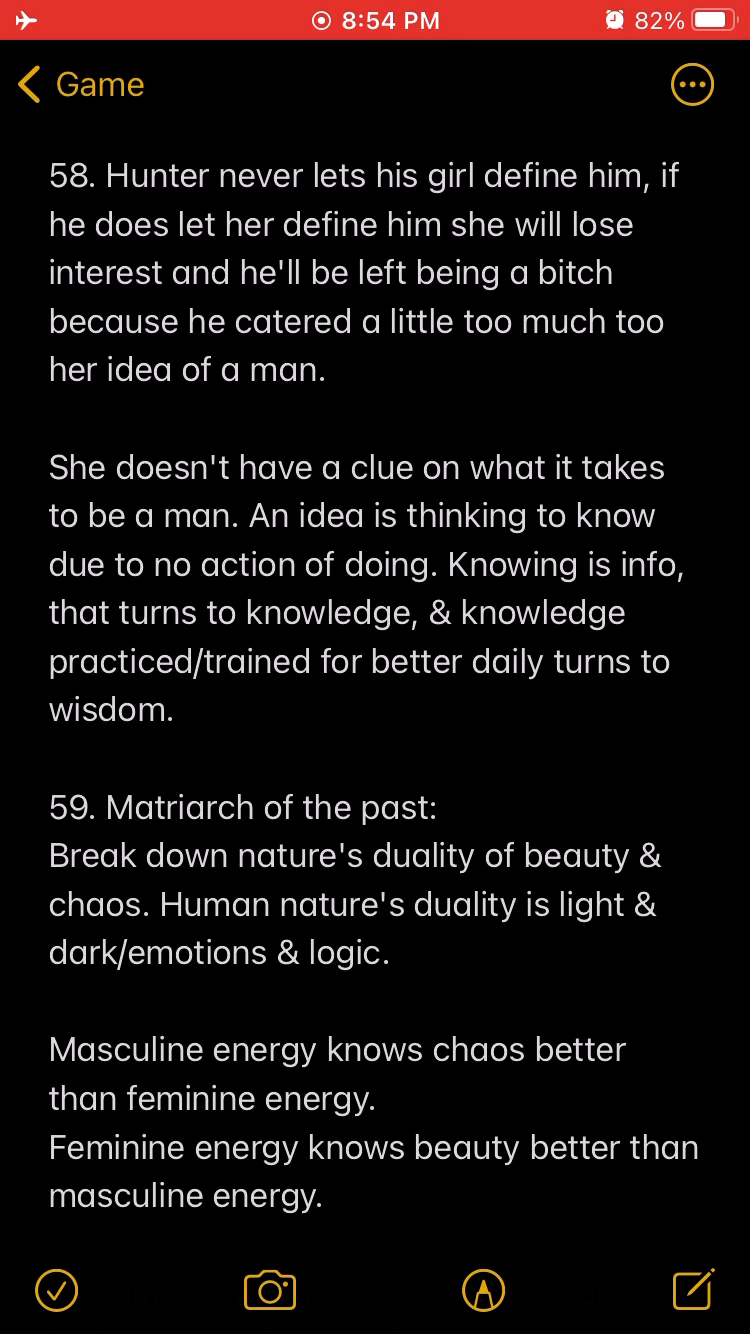 8:54 PM
82%
Game
58. Hunter never lets his girl define him, if
he does let her define him she will lose
interest and he'll be left being a bitch
because he catered a little too much too
her idea of a man.
She doesn't have a clue on what it takes
to be a man. An idea is thinking to know
due to no action of doing. Knowing is info,
that turns to knowledge, & knowledge
practiced/trained for better daily turns to
wisdom.
59. Matriarch of the past:
Break down nature's duality of beauty &
chaos. Human nature's duality is light &
dark/emotions & logic.
Masculine energy knows chaos better
than feminine energy.
Feminine energy knows beauty better than
masculine energy.